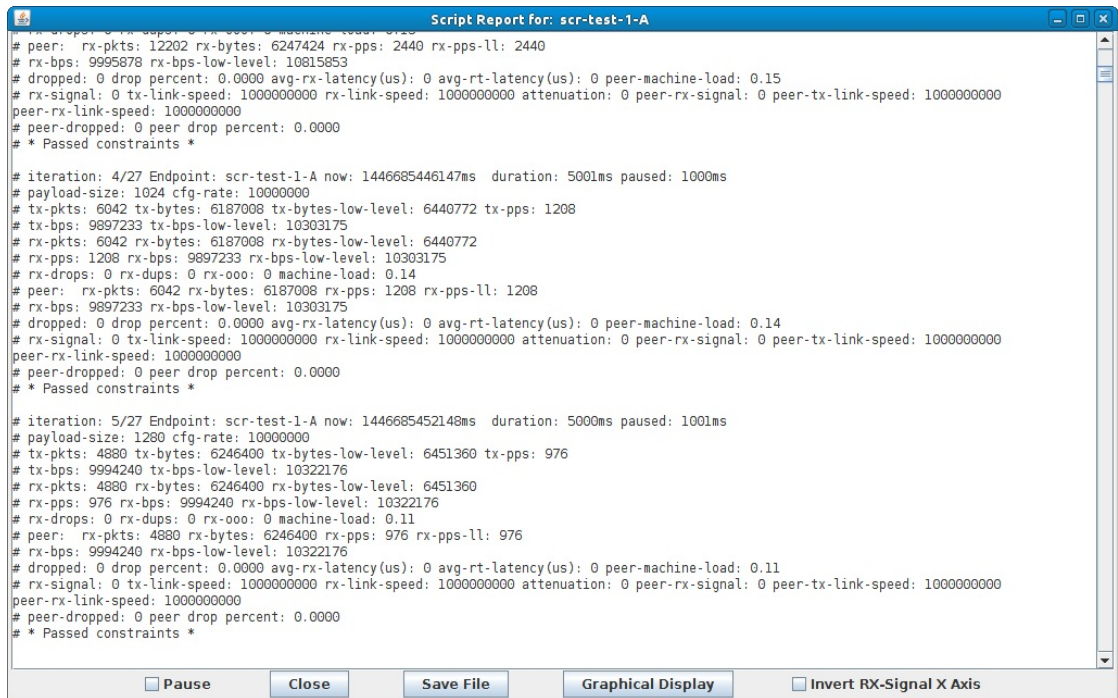 Script Report for: scr-test-1-A
# peer: rx-pkts: 12202 rx-bytes: 6247424 rx-pps: 2440 rx-pps-ll: 2440
# rx-bps: 9995878 rx-bps-low-level: 10815853
# dropped: 0 drop percent: 0.0000 avg-rx-latency(us): 0 avg-rt-latency(us): 0 peer-machine-load: 0.15
# rx-signal: 0 tx-link-speed: 1000000000 rx-link-speed: 1000000000 attenuation: 0 peer-rx-signal: 0 peer-tx-link-speed: 1000000000
peer-rx-link-speed: 1000000000
# peer-dropped: 0 peer drop percent: 0.0000
# * Passed constraints *
# iteration: 4/27 Endpoint: scr-test-1-A now: 1446685446147ms duration: 5001ms paused: 1000ms
# payload-size: 1024 cfg-rate: 10000000
# tx-pkts: 6042 tx-bytes: 6187008 tx-bytes-low-level: 6440772 tx-pps: 1208
# tx-bps: 9897233 tx-bps-low-level: 10303175
# rx-pkts: 6042 rx-bytes: 6187008 rx-bytes-low-level: 6440772
# rx-pps: 1208 rx-bps: 9897233 rx-bps-low-level: 10303175
# rx-drops: 0 rx-dups: 0 rx-ooo: 0 machine-load: 0.14
# peer: rx-pkts: 6042 rx-bytes: 6187008 rx-pps: 1208 rx-pps-ll: 1208
# rx-bps: 9897233 rx-bps-low-level: 10303175
# dropped: 0 drop percent: 0.0000 avg-rx-latency(us): 0 avg-rt-latency(us): 0 peer-machine-load: 0.14
# rx-signal: 0 tx-link-speed: 1000000000 rx-link-speed: 1000000000 attenuation: 0 peer-rx-signal: 0 peer-tx-link-speed: 1000000000
peer-rx-link-speed: 1000000000
# peer-dropped: 0 peer drop percent: 0.0000
# * Passed constraints *
# iteration: 5/27 Endpoint: scr-test-1-A now: 1446685452148ms duration: 5000ms paused: 1001ms
# payload-size: 1280 cfg-rate: 10000000
# tx-pkts: 4880 tx-bytes: 6246400 tx-bytes-low-level: 6451360 tx-pps: 976
# tx-bps: 9994240 tx-bps-low-level: 10322176
# rx-pkts: 4880 rx-bytes: 6246400 rx-bytes-low-level: 6451360
# rx-pps: 976 rx-bps: 9994240 rx-bps-low-level: 10322176
# rx-drops: 0 rx-dups: 0 rx-ooo: 0 machine-load: 0.11
# peer: rx-pkts: 4880 rx-bytes: 6246400 rx-pps: 976 rx-pps-ll: 976
# rx-bps: 9994240 rx-bps-low-level: 10322176
# dropped: 0 drop percent: 0.0000 avg-rx-latency(us): 0 avg-rt-latency(us): 0 peer-machine-load: 0.11
# rx-signal: 0 tx-link-speed: 1000000000 rx-link-speed: 1000000000 attenuation: 0 peer-rx-signal: 0 peer-tx-link-speed: 1000000000
peer-rx-link-speed: 1000000000
# peer-dropped: 0 peer drop percent: 0.0000
# * Passed constraints *
Pause Close Save File Graphical Display Invert RX-Signal X Axis